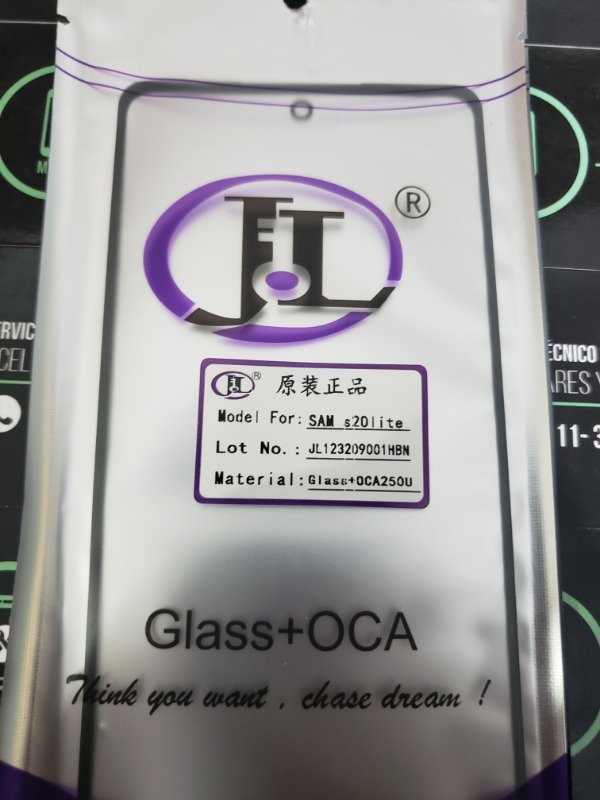 JL
®
JL ® 原装正品
Model For: SAM s20lite
Lot No. : JL123209001HBN
Material: Glass+OCA250U
Glass+OCA
Think you want , chase dream !
CEL
ÉCNICO
ARES Y
11-3